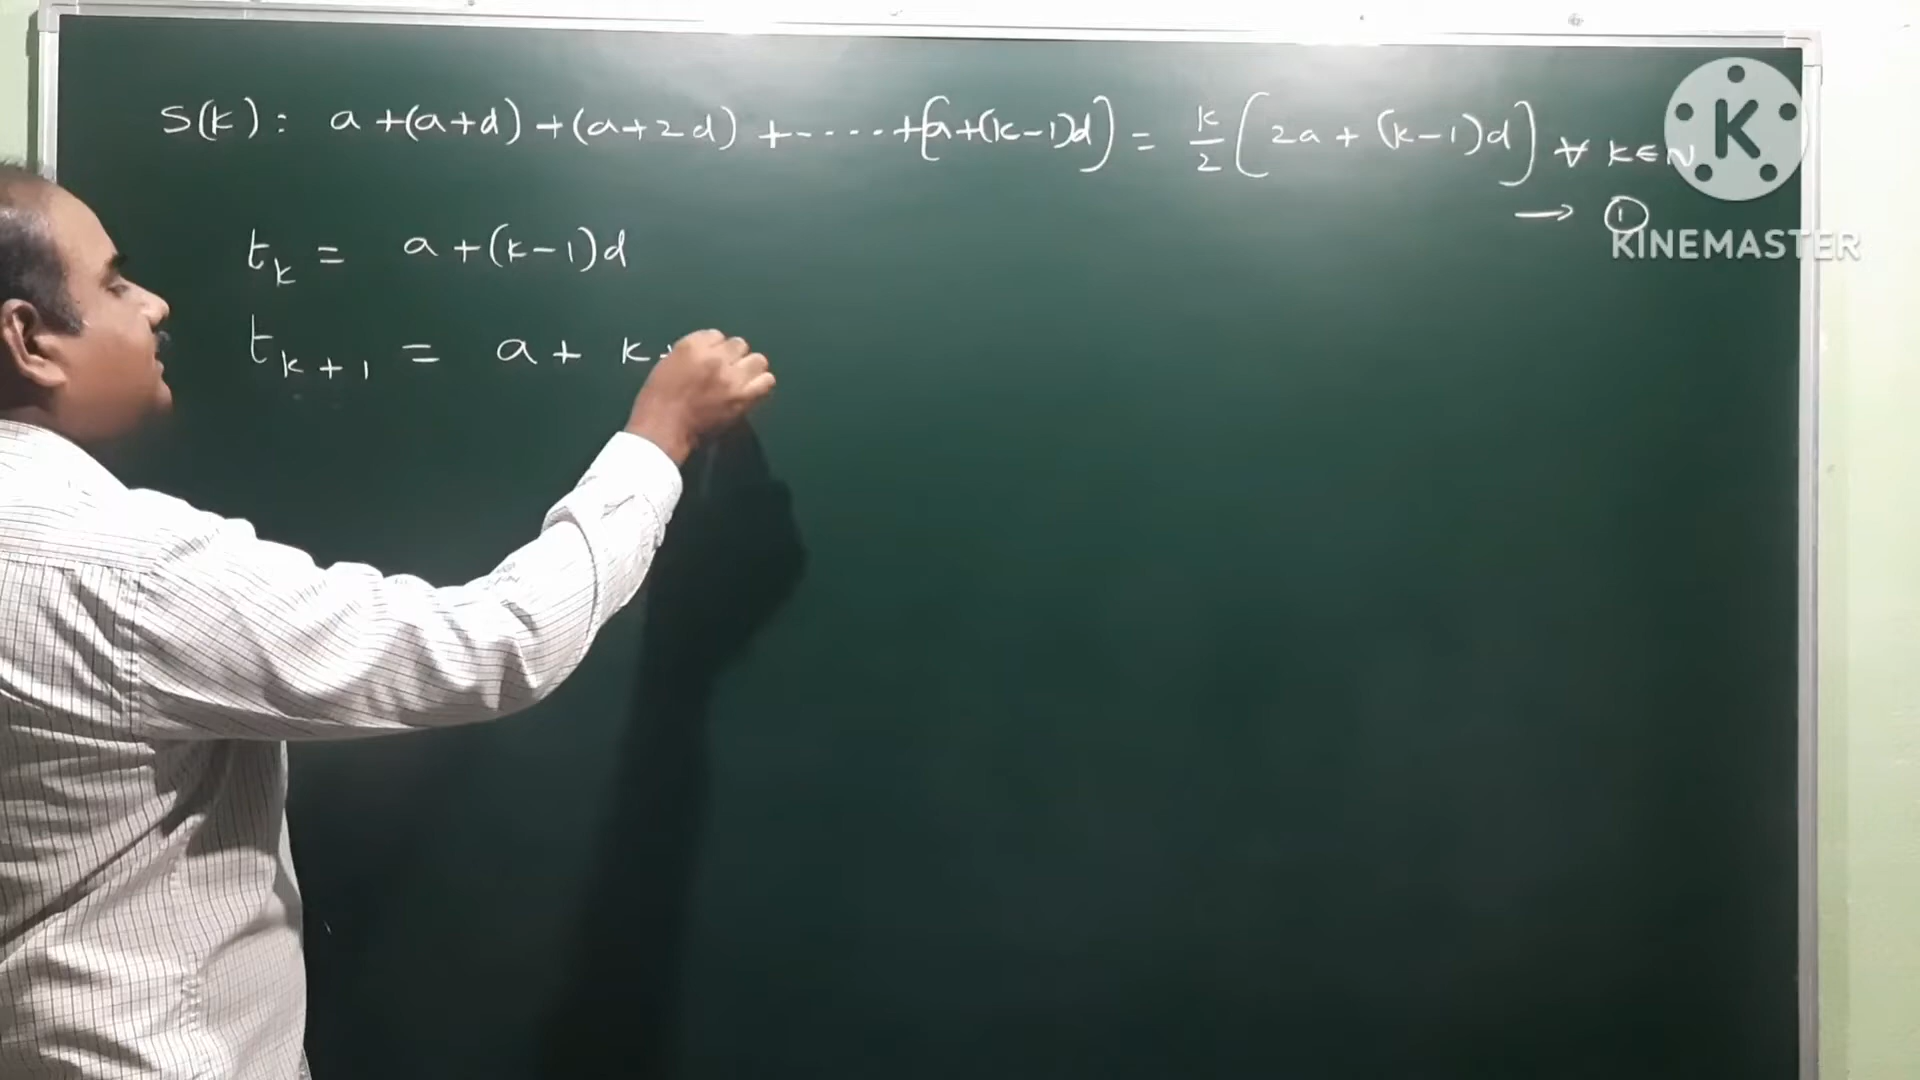 S(k): a+(a+d)+(a+2d)+-----+[a+(k-1)d] = k/2 [2a+(k-1)d] ∀ k∈N
→ ①
K
KINEMASTER
t_k = a+(k-1)d
t_k+1 = a+ k+